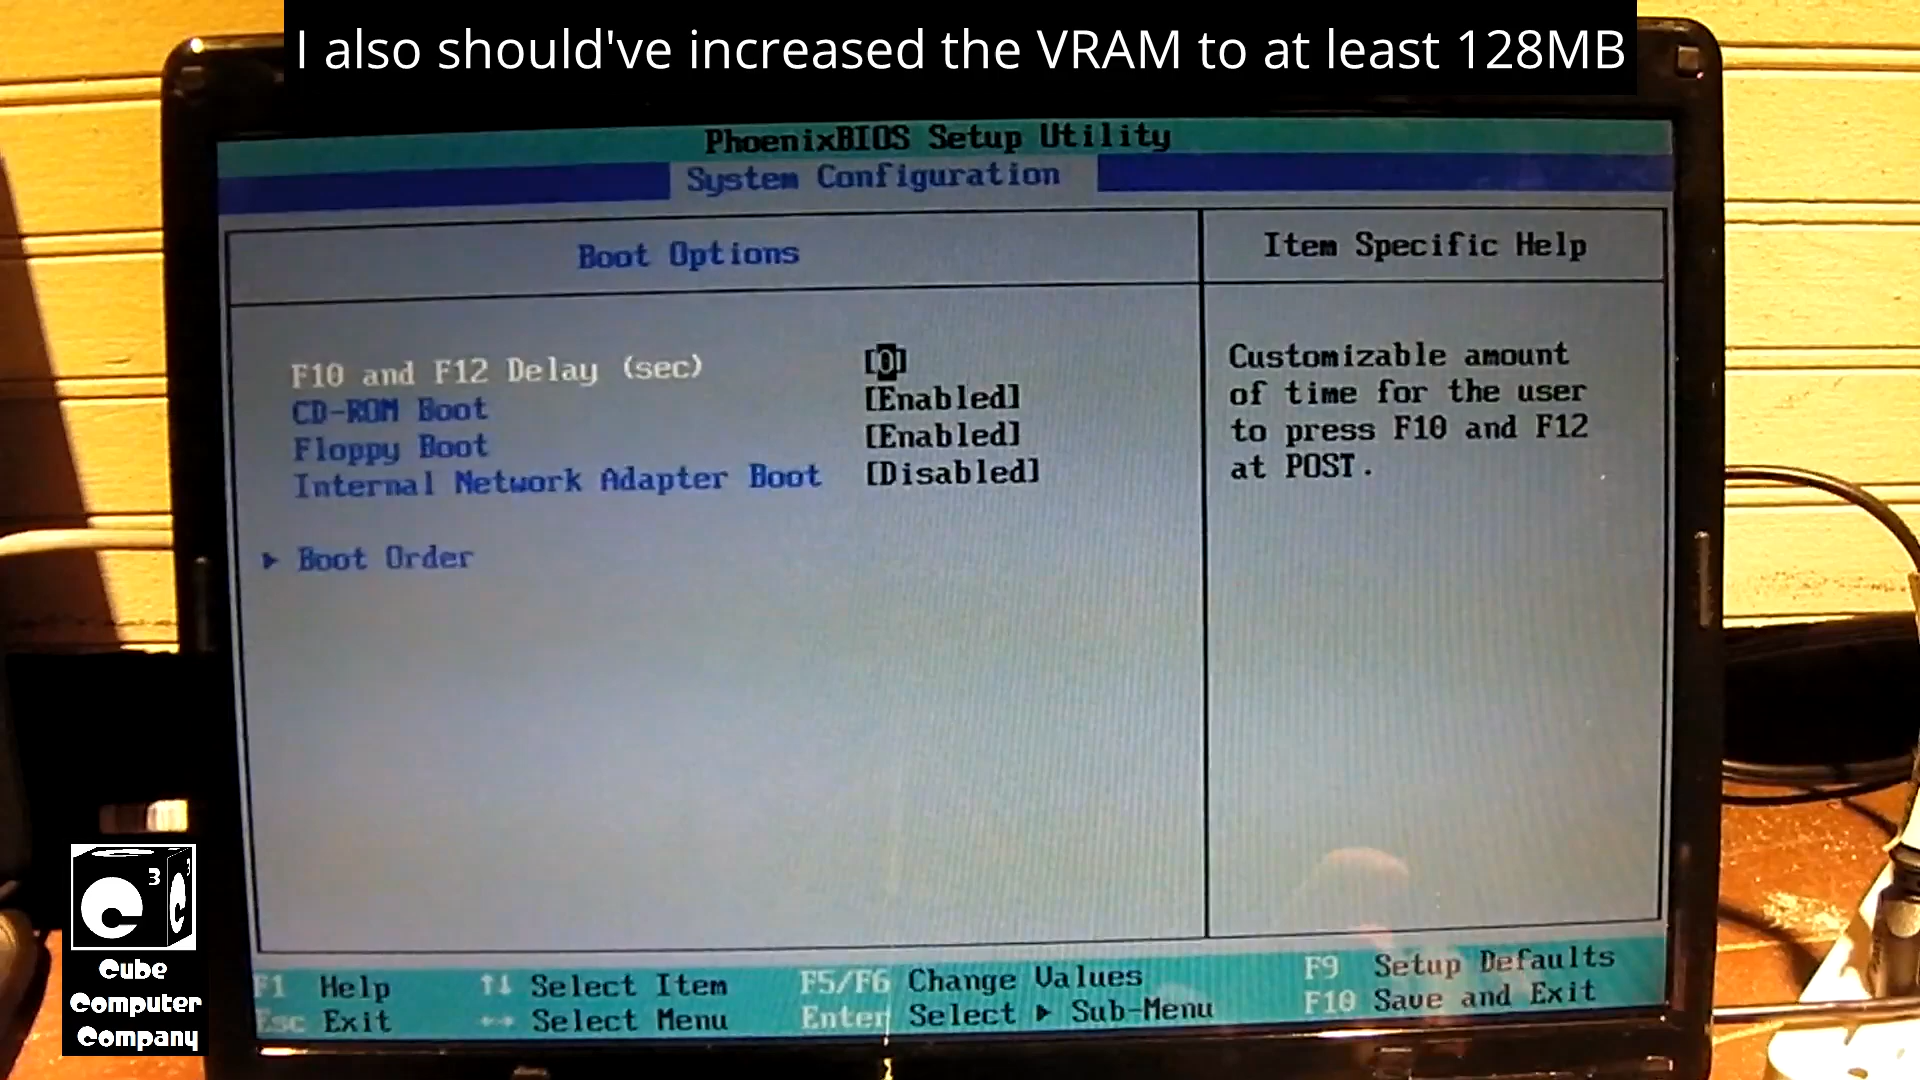 I also should've increased the VRAM to at least 128MB
PhoenixBIOS Setup Utility
System Configuration
Boot Options
Item Specific Help
F10 and F12 Delay (sec) [0]
CD-ROM Boot [Enabled]
Floppy Boot [Enabled]
Internal Network Adapter Boot [Disabled]
▸ Boot Order
Customizable amount
of time for the user
to press F10 and F12
at POST.
F1 Help ↑↓ Select Item F5/F6 Change Values F9 Setup Defaults
Esc Exit ←→ Select Menu Enter Select ▸ Sub-Menu F10 Save and Exit
C 3 C 3
Cube
Computer
Company